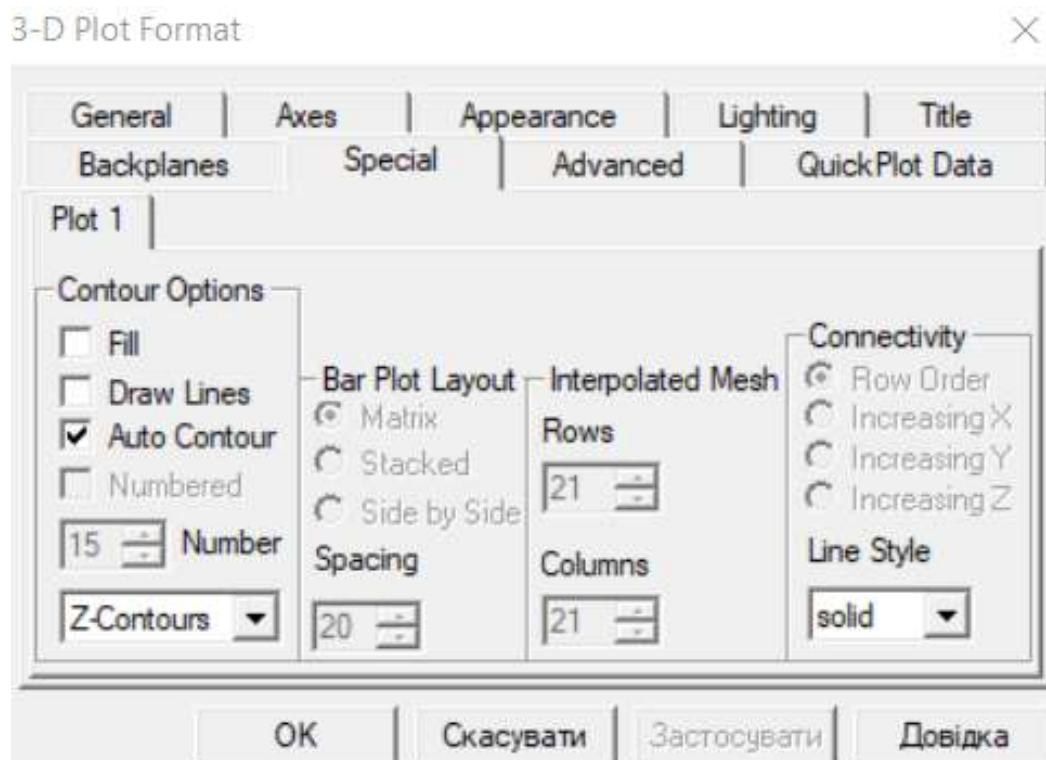 3-D Plot Format
General Axes Appearance Lighting Title
Backplanes Special Advanced QuickPlot Data
Plot 1
Contour Options
Fill
Draw Lines
Auto Contour
Numbered
15 Number
Z-Contours
Bar Plot Layout
Matrix
Stacked
Side by Side
Spacing
20
Interpolated Mesh
Rows
21
Columns
21
Connectivity
Row Order
Increasing X
Increasing Y
Increasing Z
Line Style
solid
OK Скасувати Застосувати Довідка